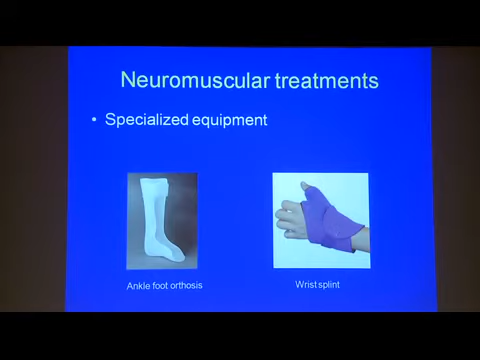 Neuromuscular treatments
• Specialized equipment
Ankle foot orthosis
Wrist splint